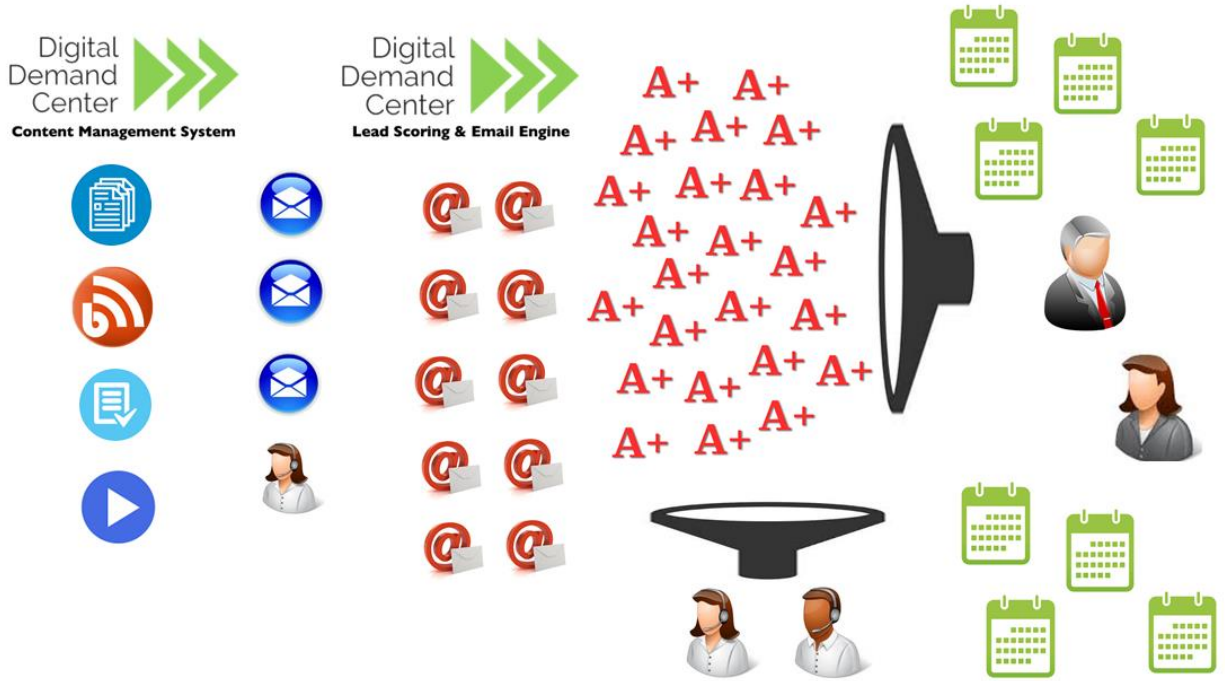 Digital
Demand
Center
Content Management System
Digital
Demand
Center
Lead Scoring & Email Engine
A+ A+
A+ A+ A+
A+ A+ A+ A+
A+ A+ A+
A+
A+ A+ A+
A+
A+ A+ A+ A+
A+
A+ A+